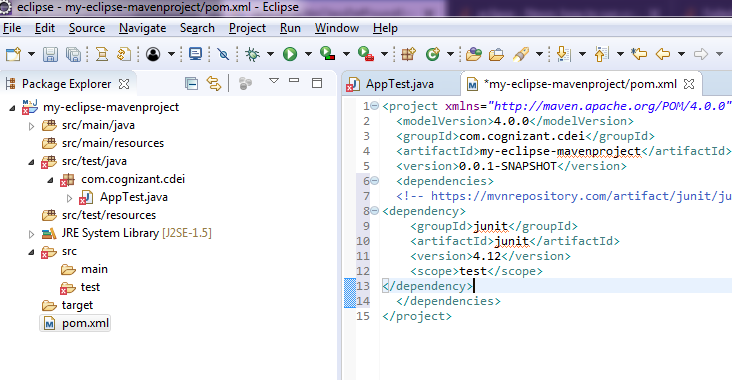 eclipse - my-eclipse-mavenproject/pom.xml - Eclipse
File Edit Source Navigate Search Project Run Window Help
Package Explorer
my-eclipse-mavenproject
src/main/java
src/main/resources
src/test/java
com.cognizant.cdei
AppTest.java
src/test/resources
JRE System Library [J2SE-1.5]
src
main
test
target
pom.xml
AppTest.java *my-eclipse-mavenproject/pom.xml
1 <project xmlns="http://maven.apache.org/POM/4.0.0"
2 <modelVersion>4.0.0</modelVersion>
3 <groupId>com.cognizant.cdei</groupId>
4 <artifactId>my-eclipse-mavenproject</artifactId>
5 <version>0.0.1-SNAPSHOT</version>
6 <dependencies>
7 <!-- https://mvnrepository.com/artifact/junit/ju
8 <dependency>
9 <groupId>junit</groupId>
10 <artifactId>junit</artifactId>
11 <version>4.12</version>
12 <scope>test</scope>
13 </dependency>
14 </dependencies>
15 </project>